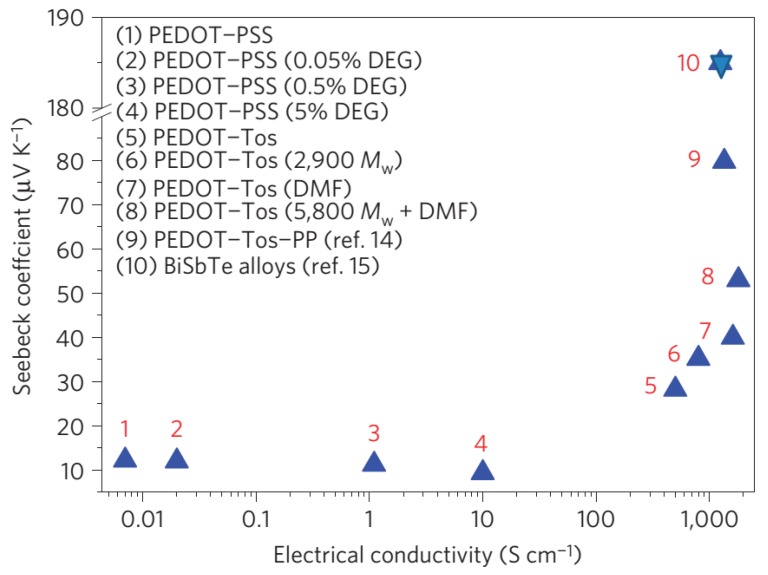 190
180
80
70
60
50
40
30
20
10
Seebeck coeffcient (µV K⁻¹)
(1) PEDOT–PSS
(2) PEDOT–PSS (0.05% DEG)
(3) PEDOT–PSS (0.5% DEG)
(4) PEDOT–PSS (5% DEG)
(5) PEDOT–Tos
(6) PEDOT–Tos (2,900 Mw)
(7) PEDOT–Tos (DMF)
(8) PEDOT–Tos (5,800 Mw + DMF)
(9) PEDOT–Tos–PP (ref. 14)
(10) BiSbTe alloys (ref. 15)
10
9
8
7
6
5
1
2
3
4
0.01 0.1 1 10 100 1,000
Electrical conductivity (S cm⁻¹)